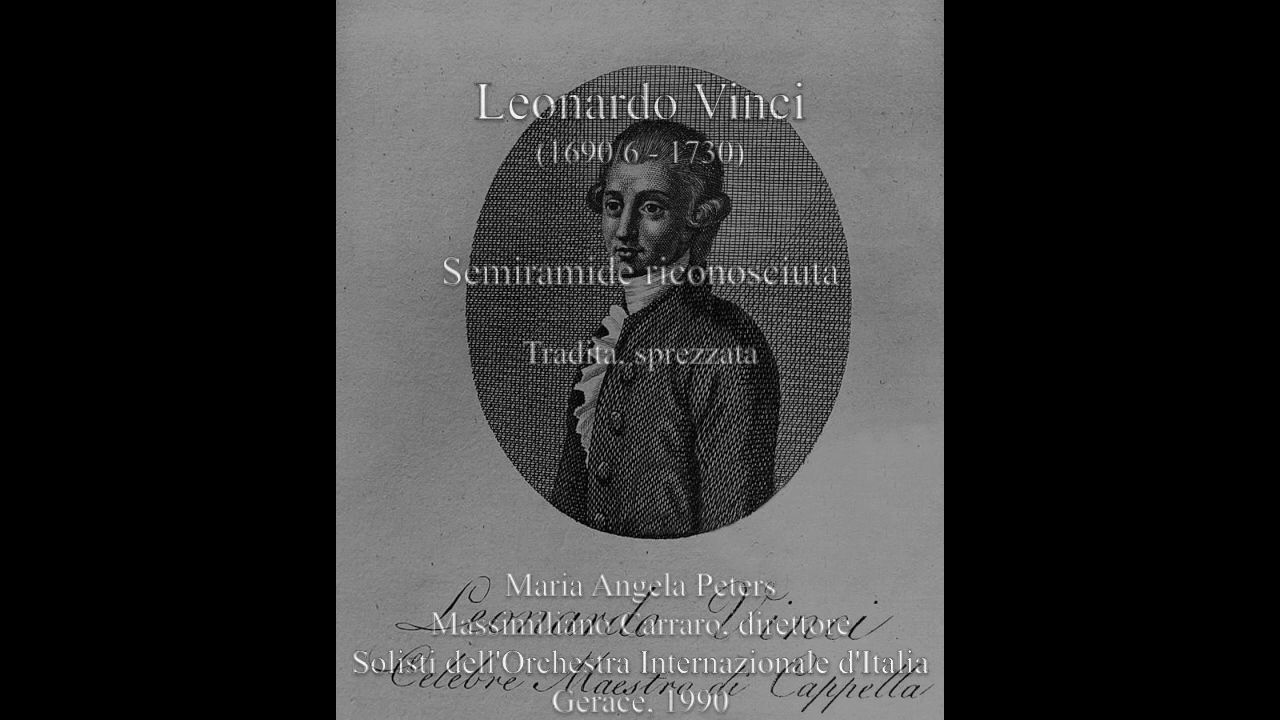 Leonardo Vinci
(1690/6 - 1730)
Semiramide riconosciuta
Tradita, sprezzata
Maria Angela Peters
Leonardo Vinci
Massimiliano Carraro, direttore
Solisti dell'Orchestra Internazionale d'Italia
Celebre Maestro di Cappella
Gerace, 1990